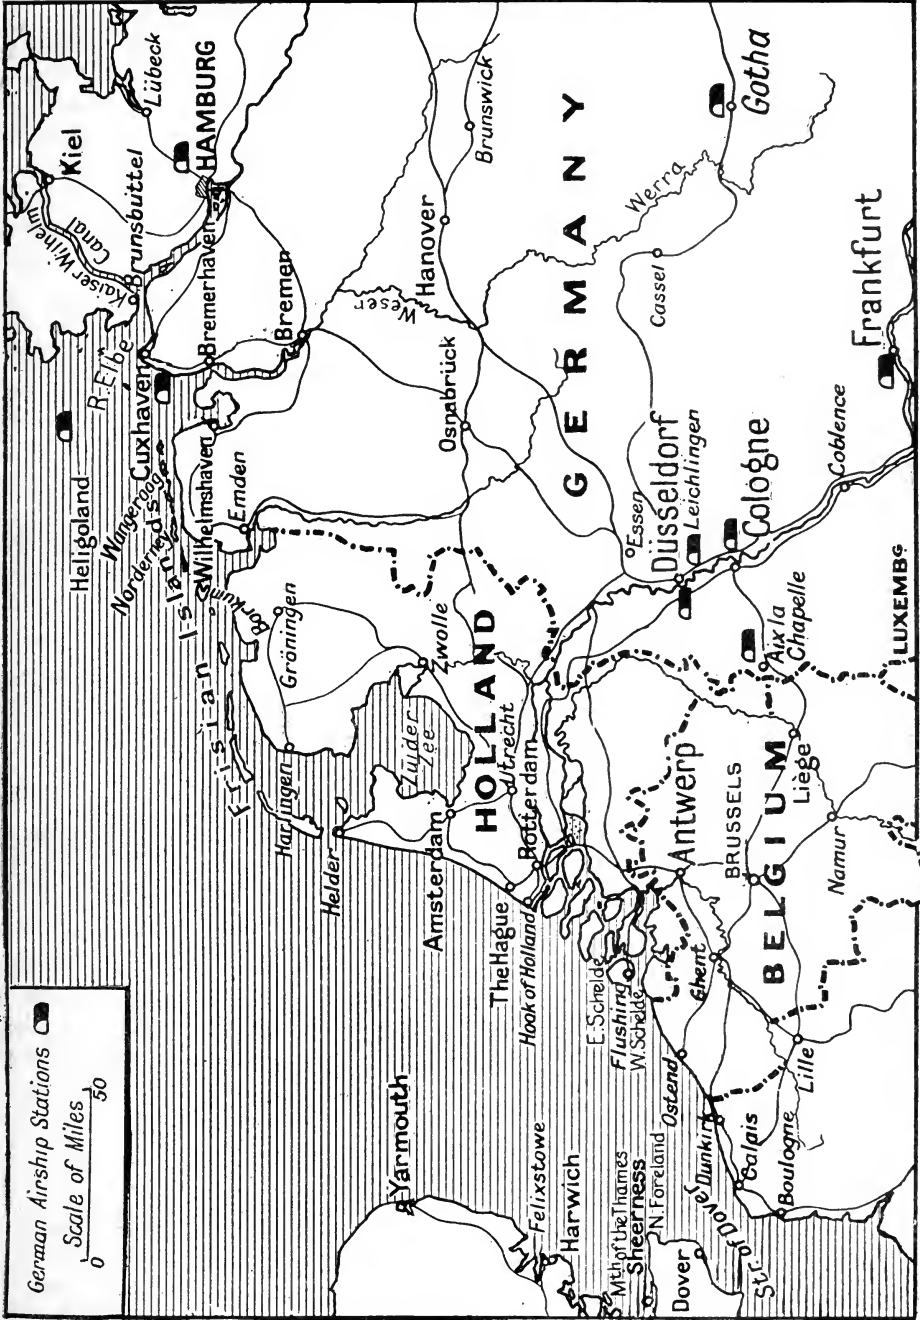 German Airship Stations
Scale of Miles
0 50
Yarmouth
Felixstowe
Harwich
Mth of the Thames
Sheerness
N. Foreland
Dover
Str. of Dover
Heligoland
Frisian Islands
Wangeroog
Norderney
Borkum
R. Elbe
Cuxhaven
Kaiser Wilhelm
Canal
Kiel
Brunsbüttel
Lübeck
HAMBURG
Bremerhaven
Bremen
Wilhelmshaven
Emden
Gröningen
Harlingen
Helder
Zuider
Zee
Zwolle
Amsterdam
HOLLAND
Utrecht
The Hague
Hook of Holland
Rotterdam
E. Schelde
Flushing
W. Schelde
Weser
Hanover
Brunswick
Osnabrück
GERMANY
Werra
Cassel
Gotha
Essen
Düsseldorf
Leichlingen
Cologne
Coblence
Frankfurt
Aix la
Chapelle
LUXEMBG
Antwerp
BRUSSELS
BELGIUM
Liège
Namur
Ghent
Ostend
Dunkirk
Lille
Calais
Boulogne